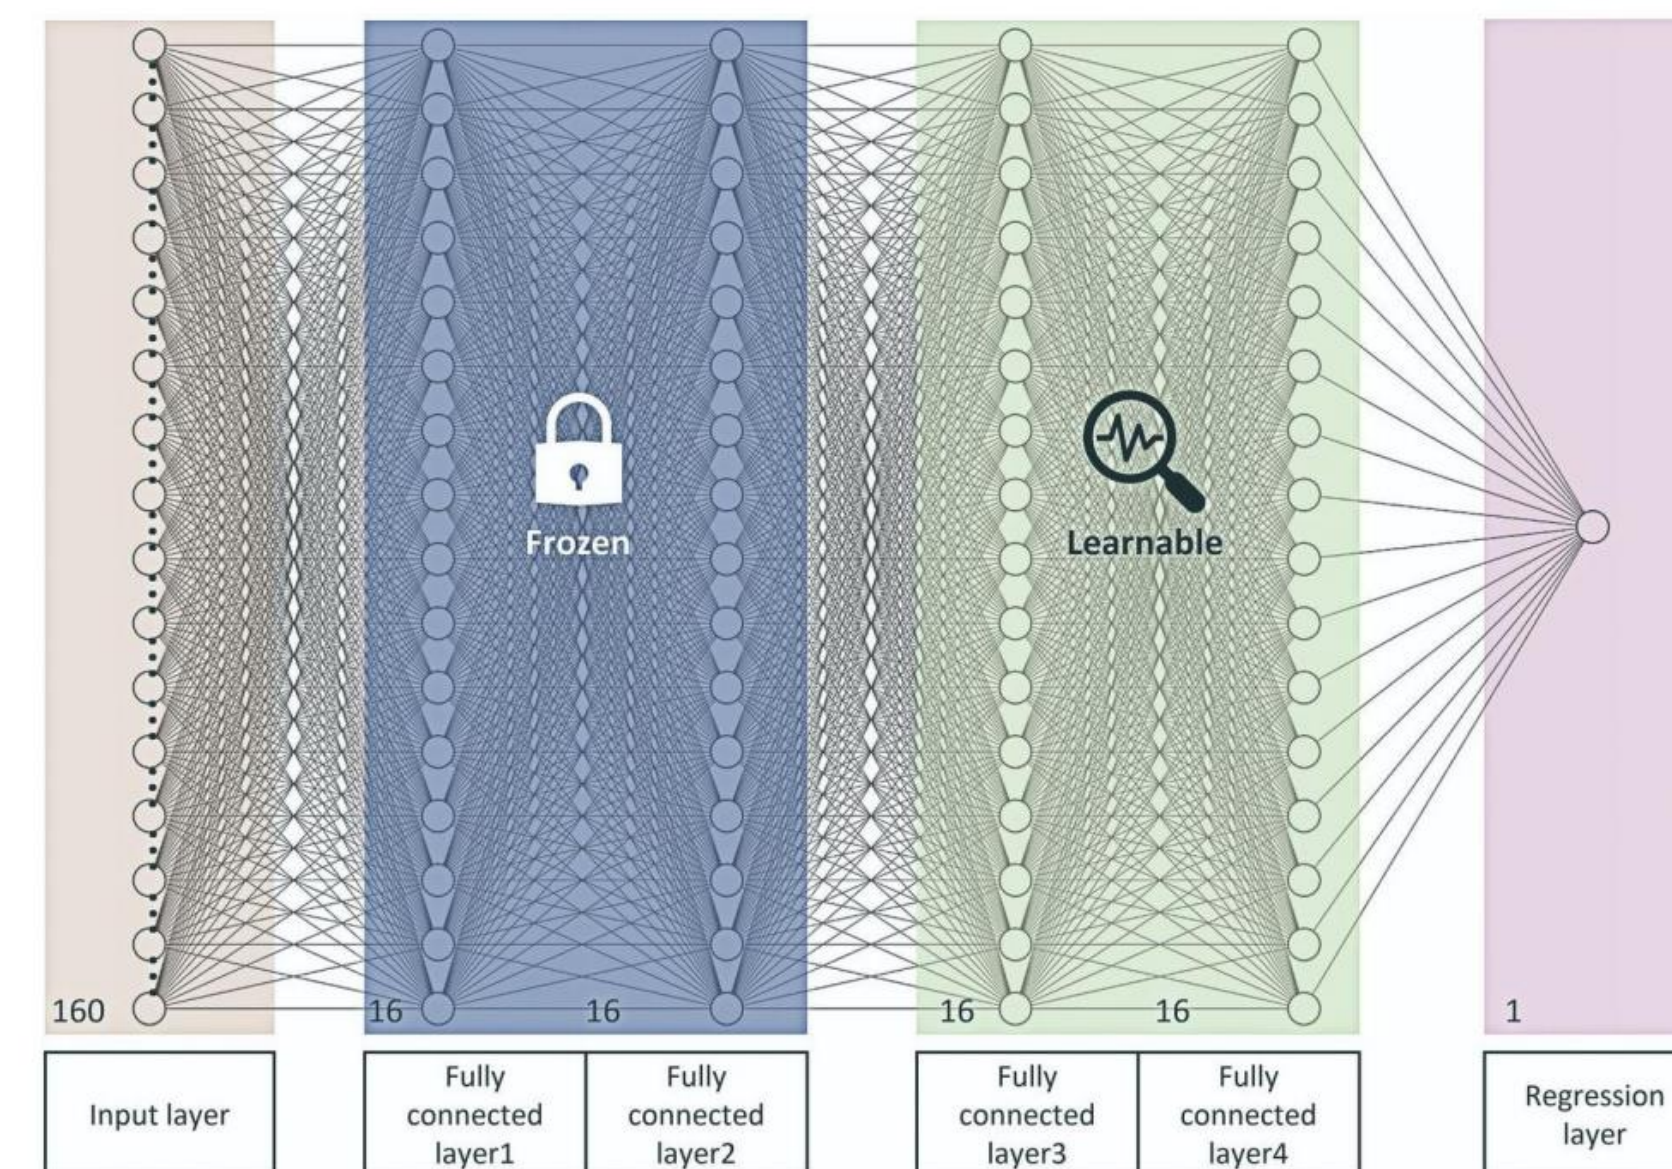 Frozen
Learnable
160
16
16
16
16
1
Input layer
Fully
connected
layer1
Fully
connected
layer2
Fully
connected
layer3
Fully
connected
layer4
Regression
layer